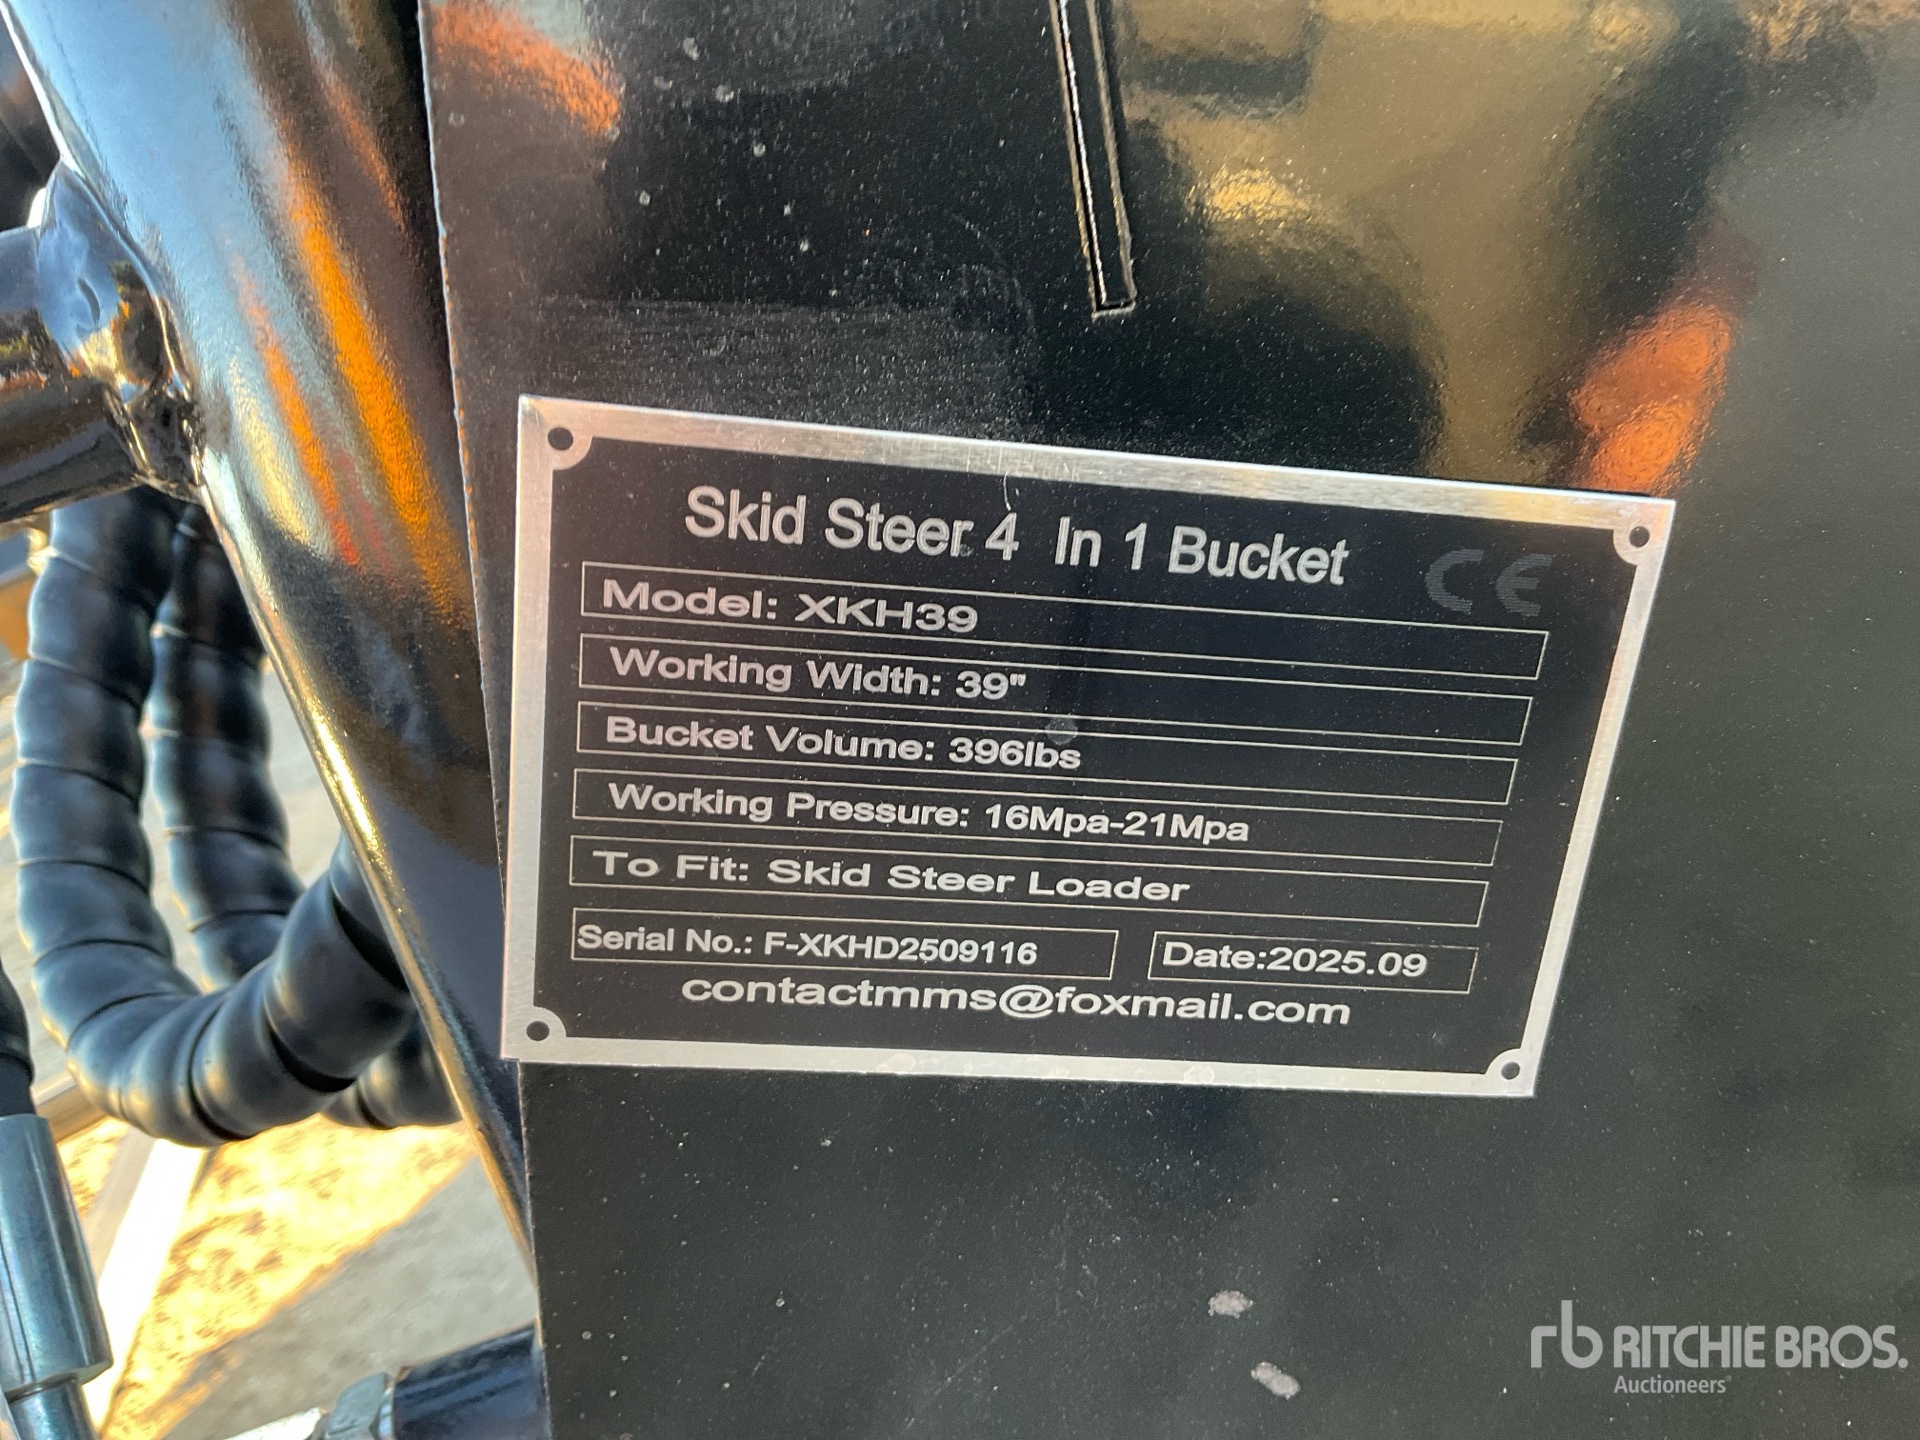 Skid Steer 4 In 1 Bucket
CE
Model: XKH39
Working Width: 39"
Bucket Volume: 396lbs
Working Pressure: 16Mpa-21Mpa
To Fit: Skid Steer Loader
Serial No.: F-XKHD2509116
Date:2025.09
contactmms@foxmail.com
rb RITCHIE BROS.
Auctioneers